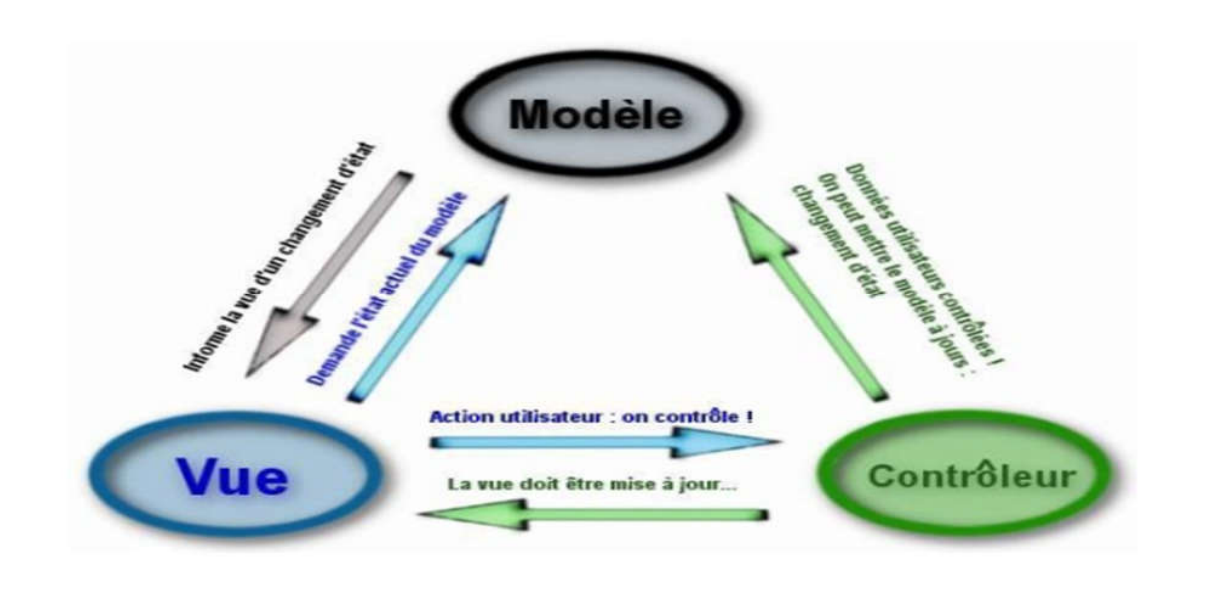 Modèle
Informe la vue d'un changement d'état
Demande l'état actuel du modèle
Données utilisateurs contrôlées !
On peut mettre le modèle à jours :
changement d'état
Action utilisateur : on contrôle !
La vue doit être mise à jour...
Vue
Contrôleur